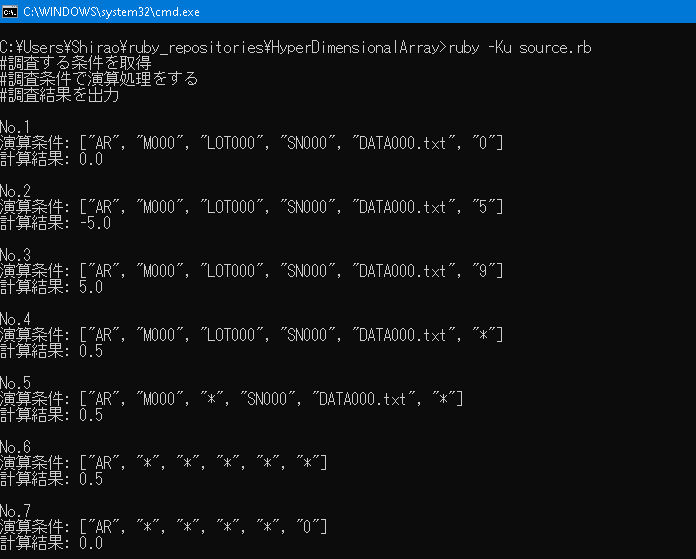 C:\WINDOWS\system32\cmd.exe
C:¥Users¥Shirao¥ruby_repositories¥HyperDimensionalArray>ruby -Ku source.rb
#調査する条件を取得
#調査条件で演算処理をする
#調査結果を出力
No.1
演算条件: ["AR", "M000", "LOT000", "SN000", "DATA000.txt", "0"]
計算結果: 0.0
No.2
演算条件: ["AR", "M000", "LOT000", "SN000", "DATA000.txt", "5"]
計算結果: -5.0
No.3
演算条件: ["AR", "M000", "LOT000", "SN000", "DATA000.txt", "9"]
計算結果: 5.0
No.4
演算条件: ["AR", "M000", "LOT000", "SN000", "DATA000.txt", "*"]
計算結果: 0.5
No.5
演算条件: ["AR", "M000", "*", "SN000", "DATA000.txt", "*"]
計算結果: 0.5
No.6
演算条件: ["AR", "*", "*", "*", "*", "*"]
計算結果: 0.5
No.7
演算条件: ["AR", "*", "*", "*", "*", "0"]
計算結果: 0.0